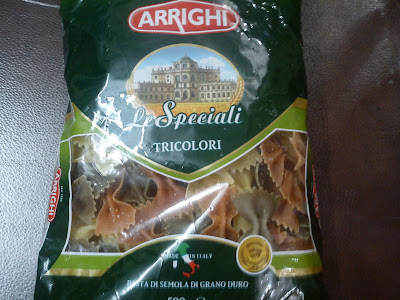 ARRIGHI
Le Speciali
TRICOLORI
ARRIGHI
MADE IN ITALY
PASTA DI SEMOLA DI GRANO DURO